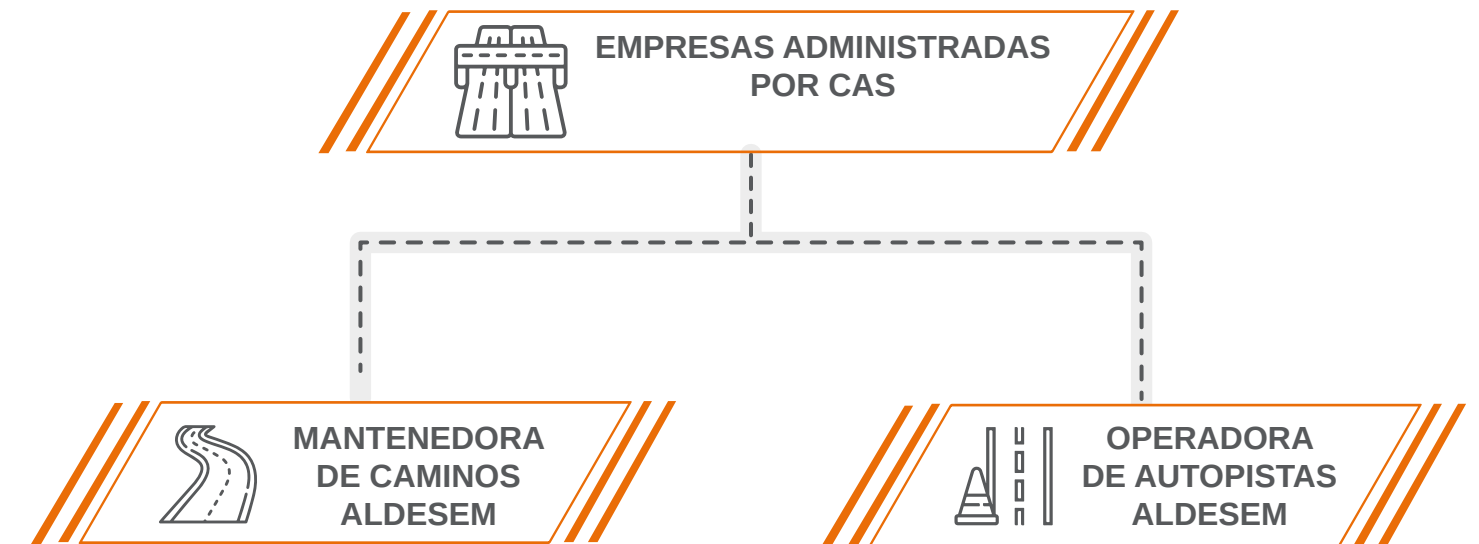 EMPRESAS ADMINISTRADAS
POR CAS
MANTENEDORA
DE CAMINOS
ALDESEM
OPERADORA
DE AUTOPISTAS
ALDESEM